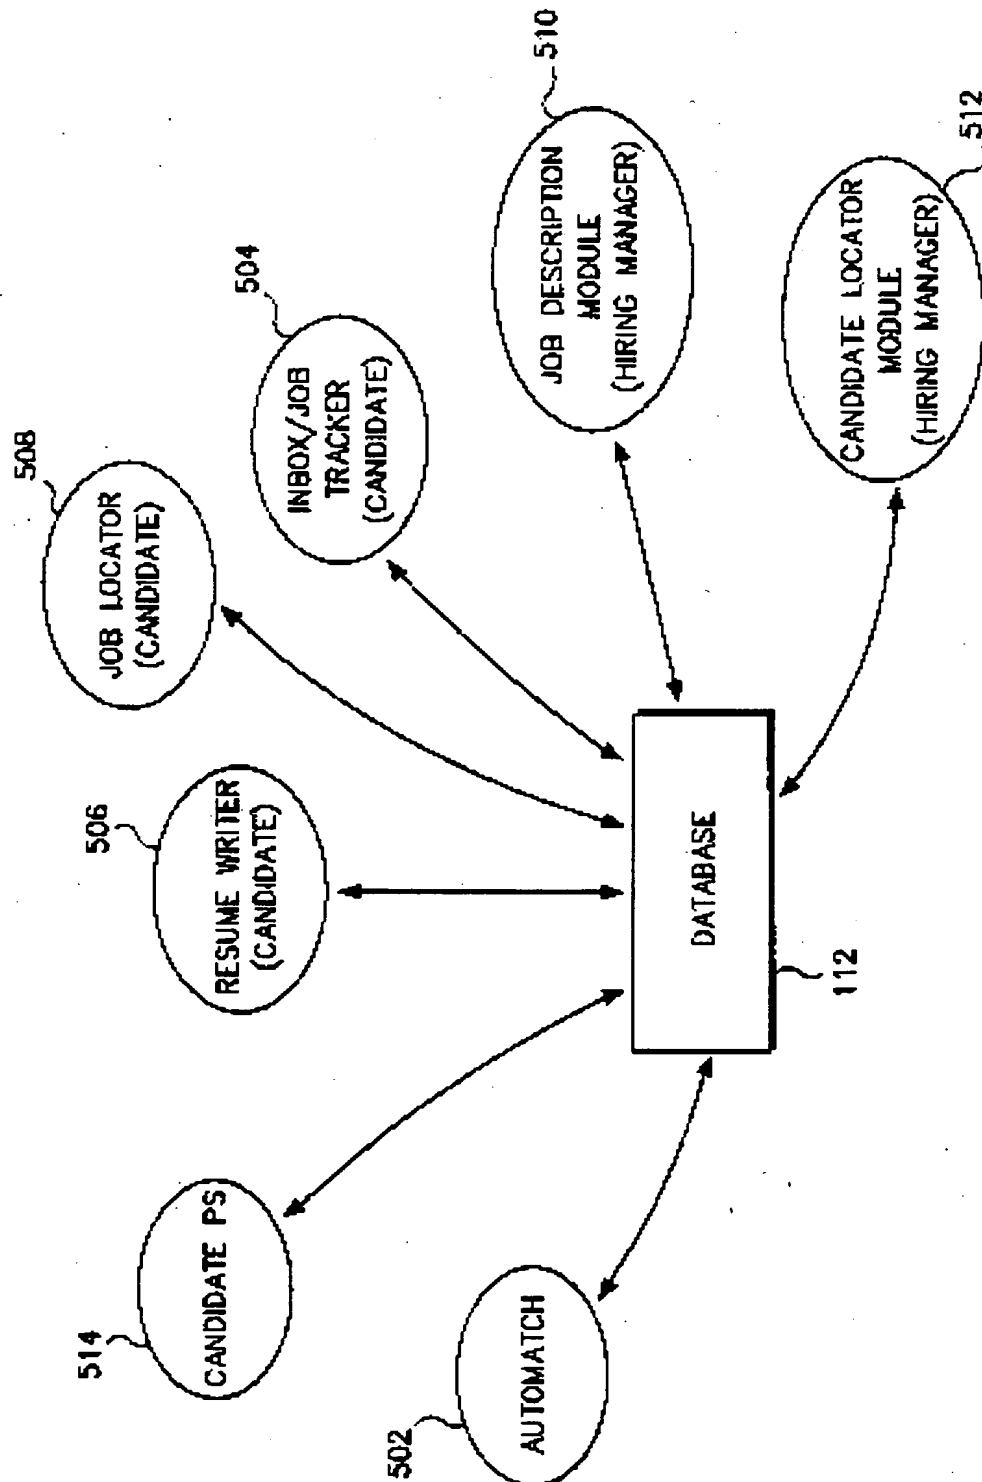 502
AUTOMATCH
514
CANDIDATE PS
506
RESUME WRITER
(CANDIDATE)
508
JOB LOCATOR
(CANDIDATE)
504
INBOX/JOB
TRACKER
(CANDIDATE)
510
JOB DESCRIPTION
MODULE
(HIRING MANAGER)
512
CANDIDATE LOCATOR
MODULE
(HIRING MANAGER)
DATABASE
112